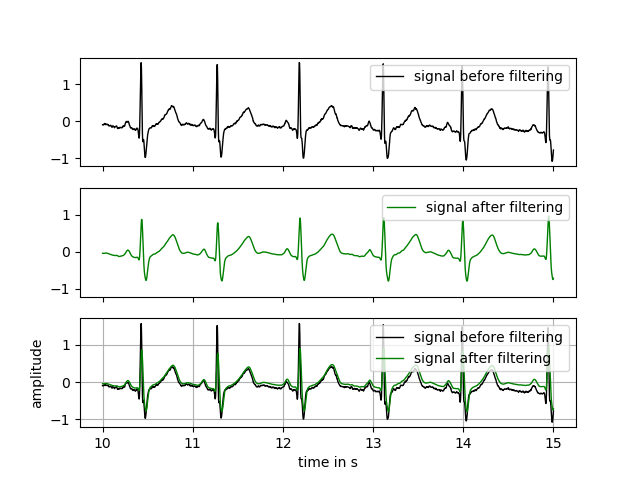 1
0
−1
signal before filtering
1
0
−1
signal after filtering
1
0
−1
amplitude
signal before filtering
signal after filtering
10 11 12 13 14 15
time in s